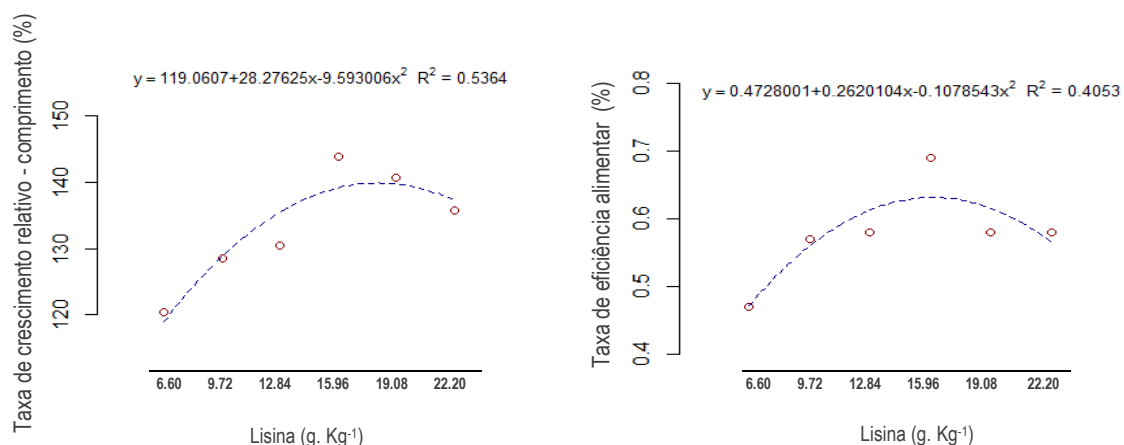 Taxa de crescimento relativo - comprimento (%)
y = 119.0607+28.27625x-9.593006x² R² = 0.5364
150
140
130
120
6.60 9.72 12.84 15.96 19.08 22.20
Lisina (g. Kg⁻¹)
Taxa de eficiência alimentar (%)
y = 0.4728001+0.2620104x-0.1078543x² R² = 0.4053
0.8
0.7
0.6
0.5
0.4
6.60 9.72 12.84 15.96 19.08 22.20
Lisina (g. Kg⁻¹)